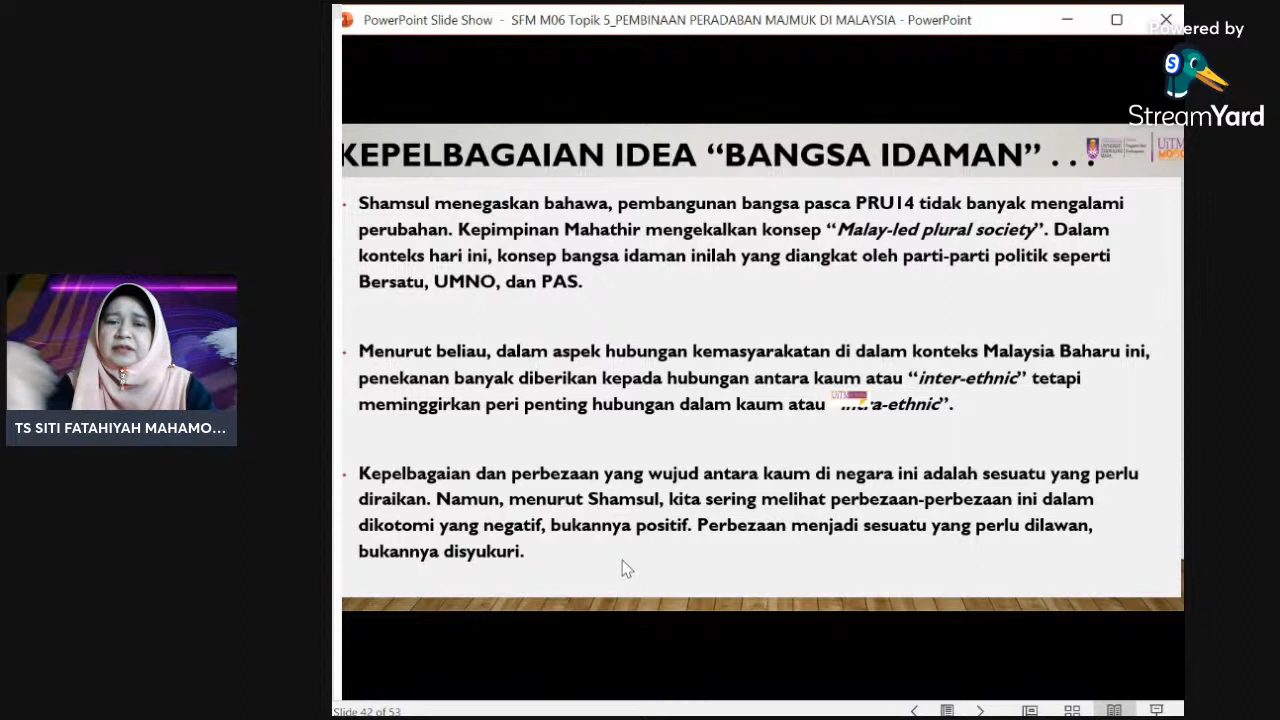 PowerPoint Slide Show - SFM M06 Topik 5_PEMBINAAN PERADABAN MAJMUK DI MALAYSIA - PowerPoint
Powered by
StreamYard
KEPELBAGAIAN IDEA “BANGSA IDAMAN” . . .
Shamsul menegaskan bahawa, pembangunan bangsa pasca PRU14 tidak banyak mengalami
perubahan. Kepimpinan Mahathir mengekalkan konsep “Malay-led plural society”. Dalam
konteks hari ini, konsep bangsa idaman inilah yang diangkat oleh parti-parti politik seperti
Bersatu, UMNO, dan PAS.
Menurut beliau, dalam aspek hubungan kemasyarakatan di dalam konteks Malaysia Baharu ini,
penekanan banyak diberikan kepada hubungan antara kaum atau “inter-ethnic” tetapi
meminggirkan peri penting hubungan dalam kaum atau “intra-ethnic”.
Kepelbagaian dan perbezaan yang wujud antara kaum di negara ini adalah sesuatu yang perlu
diraikan. Namun, menurut Shamsul, kita sering melihat perbezaan-perbezaan ini dalam
dikotomi yang negatif, bukannya positif. Perbezaan menjadi sesuatu yang perlu dilawan,
bukannya disyukuri.
TS SITI FATAHIYAH MAHAMO...
Slide 42 of 53